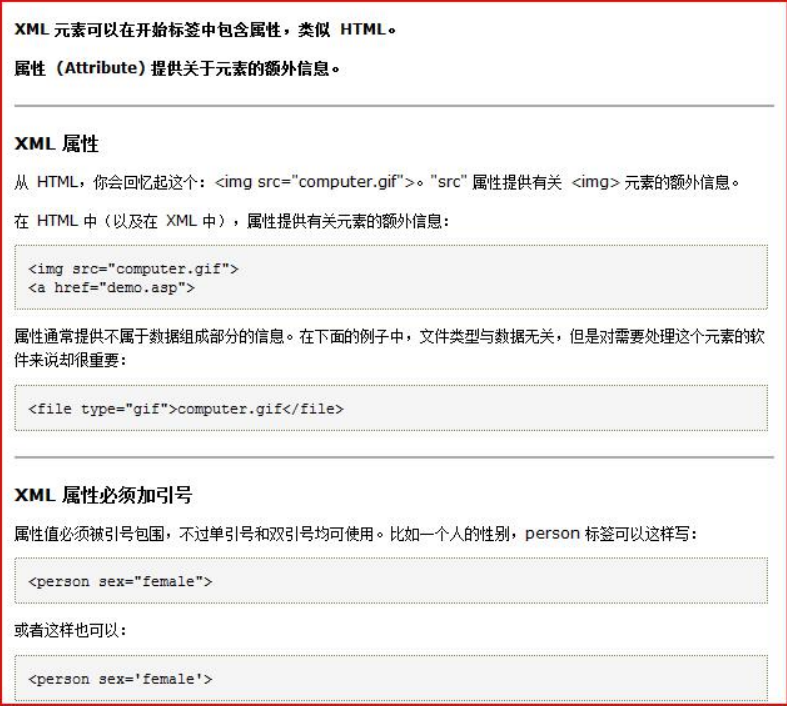 XML 元素可以在开始标签中包含属性，类似 HTML。
属性（Attribute）提供关于元素的额外信息。
XML 属性
从 HTML，你会回忆起这个：<img src="computer.gif">。"src" 属性提供有关 <img> 元素的额外信息。
在 HTML 中（以及在 XML 中），属性提供有关元素的额外信息：
<img src="computer.gif">
<a href="demo.asp">
属性通常提供不属于数据组成部分的信息。在下面的例子中，文件类型与数据无关，但是对需要处理这个元素的软
件来说却很重要：
<file type="gif">computer.gif</file>
XML 属性必须加引号
属性值必须被引号包围，不过单引号和双引号均可使用。比如一个人的性别，person 标签可以这样写：
<person sex="female">
或者这样也可以：
<person sex='female'>